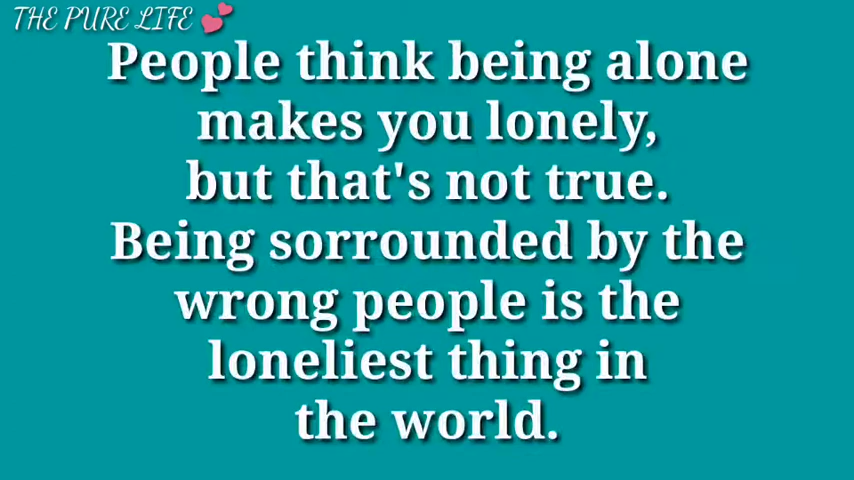 THE PURE LIFE 💕
People think being alone
makes you lonely,
but that's not true.
Being sorrounded by the
wrong people is the
loneliest thing in
the world.